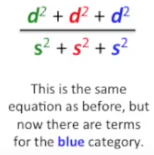 d² + d² + d²
s² + s² + s²
This is the same
equation as before, but
now there are terms
for the blue category.